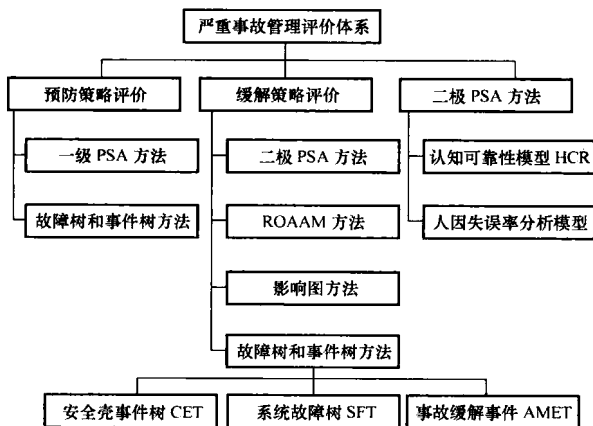 严重事故管理评价体系
预防策略评价
缓解策略评价
二极 PSA 方法
一级 PSA 方法
二极 PSA 方法
认知可靠性模型 HCR
故障树和事件树方法
ROAAM 方法
人因失误率分析模型
影响图方法
故障树和事件树方法
安全壳事件树 CET
系统故障树 SFT
事故缓解事件 AMET